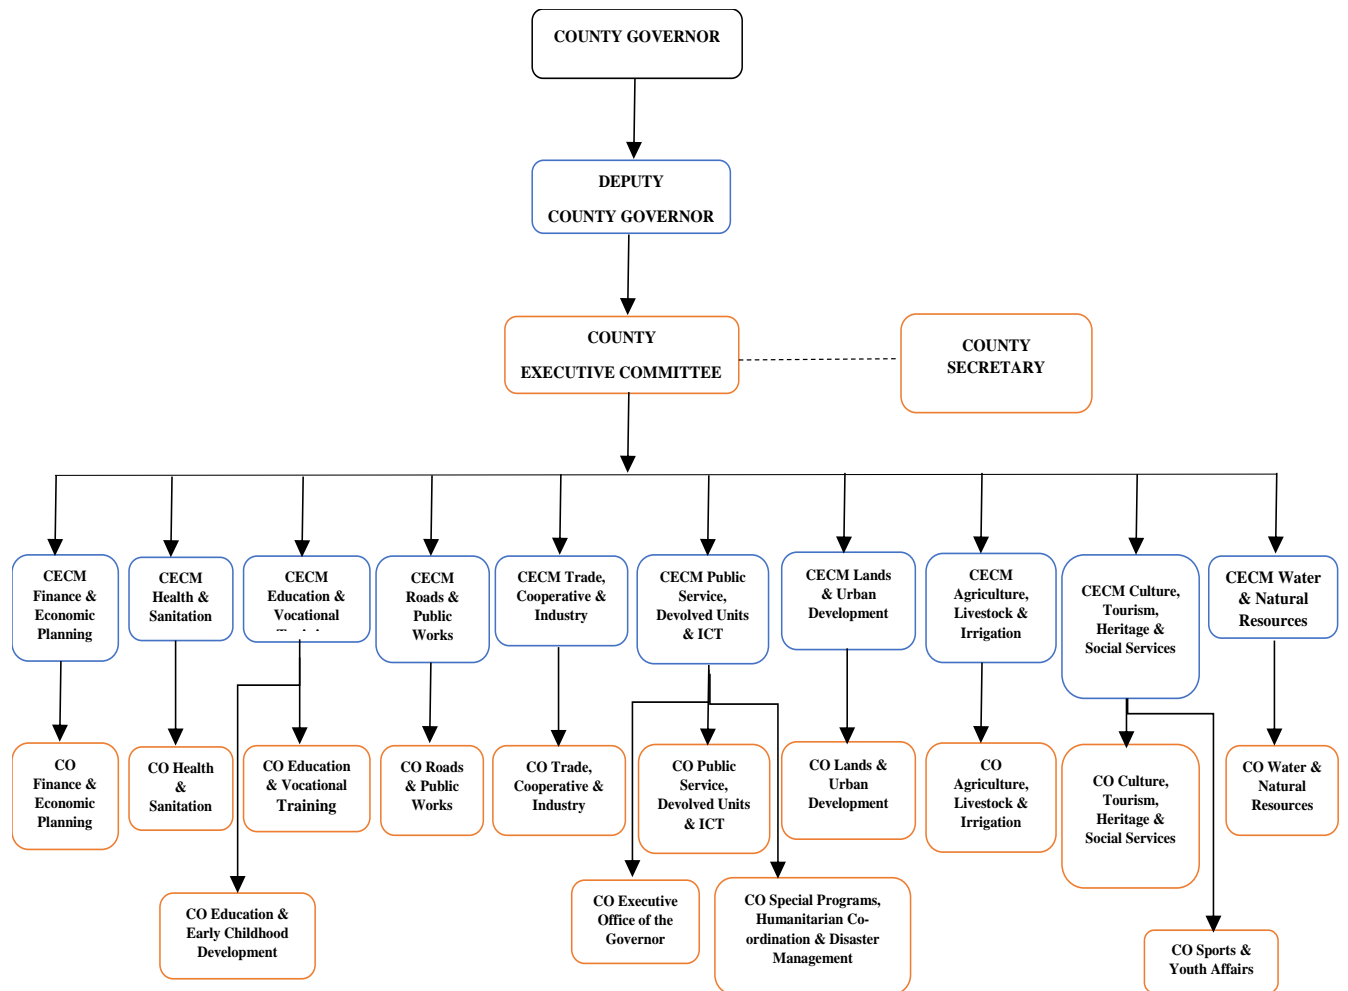 COUNTY GOVERNOR
DEPUTY
COUNTY GOVERNOR
COUNTY
EXECUTIVE COMMITTEE
COUNTY
SECRETARY
CECM
Finance &
Economic
Planning
CECM
Health &
Sanitation
CECM
Education &
Vocational
CECM
Roads &
Public
Works
CECM Trade,
Cooperative &
Industry
CECM Public
Service,
Devolved Units
& ICT
CECM Lands
& Urban
Development
CECM
Agriculture,
Livestock &
Irrigation
CECM Culture,
Tourism,
Heritage &
Social Services
CECM Water
& Natural
Resources
CO
Finance &
Economic
Planning
CO Health
&
Sanitation
CO Education
& Vocational
Training
CO Roads
& Public
Works
CO Trade,
Cooperative &
Industry
CO Public
Service,
Devolved Units
& ICT
CO Lands &
Urban
Development
CO
Agriculture,
Livestock &
Irrigation
CO Culture,
Tourism,
Heritage &
Social Services
CO Water &
Natural
Resources
CO Education &
Early Childhood
Development
CO Executive
Office of the
Governor
CO Special Programs,
Humanitarian Co-
ordination & Disaster
Management
CO Sports &
Youth Affairs